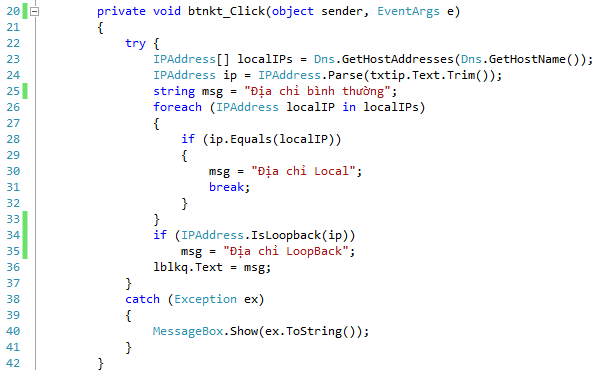 20 private void btnkt_Click(object sender, EventArgs e)
21 {
22 try {
23 IPAddress[] localIPs = Dns.GetHostAddresses(Dns.GetHostName());
24 IPAddress ip = IPAddress.Parse(txtip.Text.Trim());
25 string msg = "Địa chỉ bình thường";
26 foreach (IPAddress localIP in localIPs)
27 {
28 if (ip.Equals(localIP))
29 {
30 msg = "Địa chỉ Local";
31 break;
32 }
33 }
34 if (IPAddress.IsLoopback(ip))
35 msg = "Địa chỉ LoopBack";
36 lblkq.Text = msg;
37 }
38 catch (Exception ex)
39 {
40 MessageBox.Show(ex.ToString());
41 }
42 }